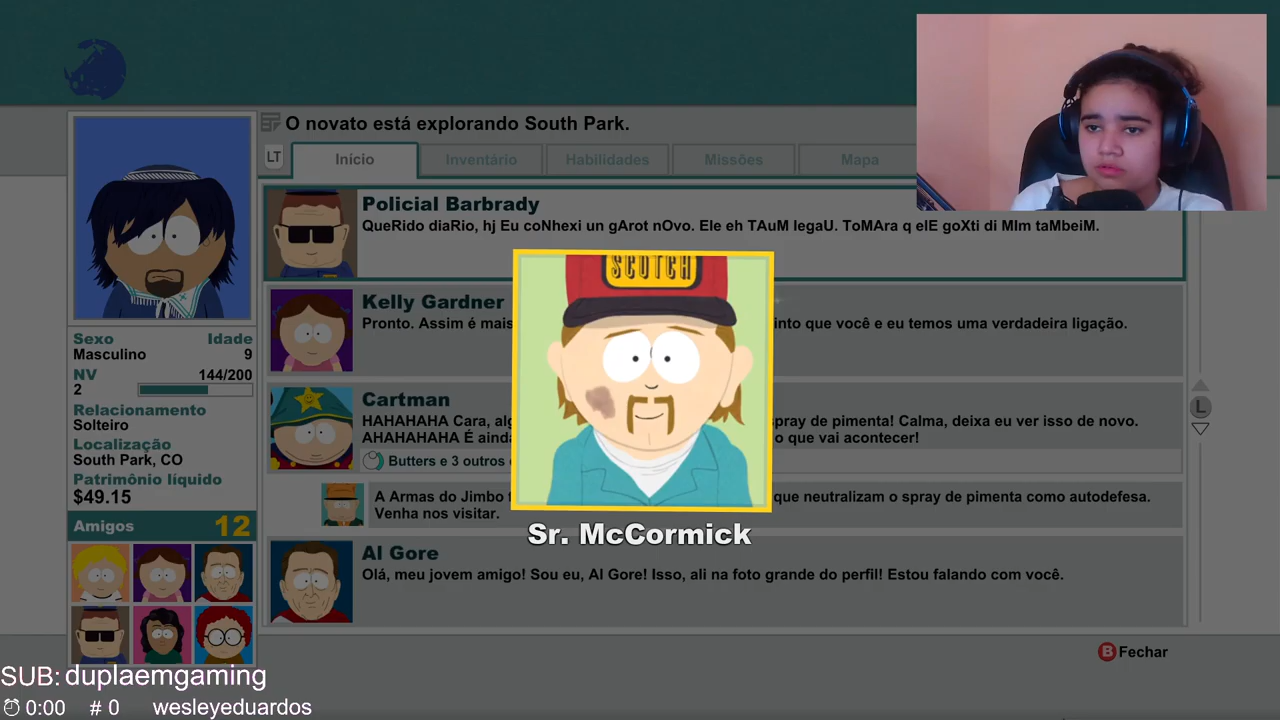 O novato está explorando South Park.
LT
Início
Inventário
Habilidades
Missões
Mapa
Policial Barbrady
QueRido diaRio, hj Eu coNhexi un gArot nOvo. Ele eh TAuM legaU. ToMAra q elE goXti di MIm taMbeiM.
Kelly Gardner
Pronto. Assim é mais
into que você e eu temos uma verdadeira ligação.
Cartman
HAHAHAHA Cara, alg
spray de pimenta! Calma, deixa eu ver isso de novo.
AHAHAHAHA É ainda
o que vai acontecer!
Butters e 3 outros
A Armas do Jimbo
que neutralizam o spray de pimenta como autodefesa.
Venha nos visitar.
Al Gore
Olá, meu jovem amigo! Sou eu, Al Gore! Isso, ali na foto grande do perfil! Estou falando com você.
SCOTCH
Sr. McCormick
Sexo Idade
Masculino 9
NV 144/200
2
Relacionamento
Solteiro
Localização
South Park, CO
Patrimônio líquido
$49.15
Amigos 12
L
B Fechar
SUB: duplaemgaming
0:00 # 0 wesleyeduardos